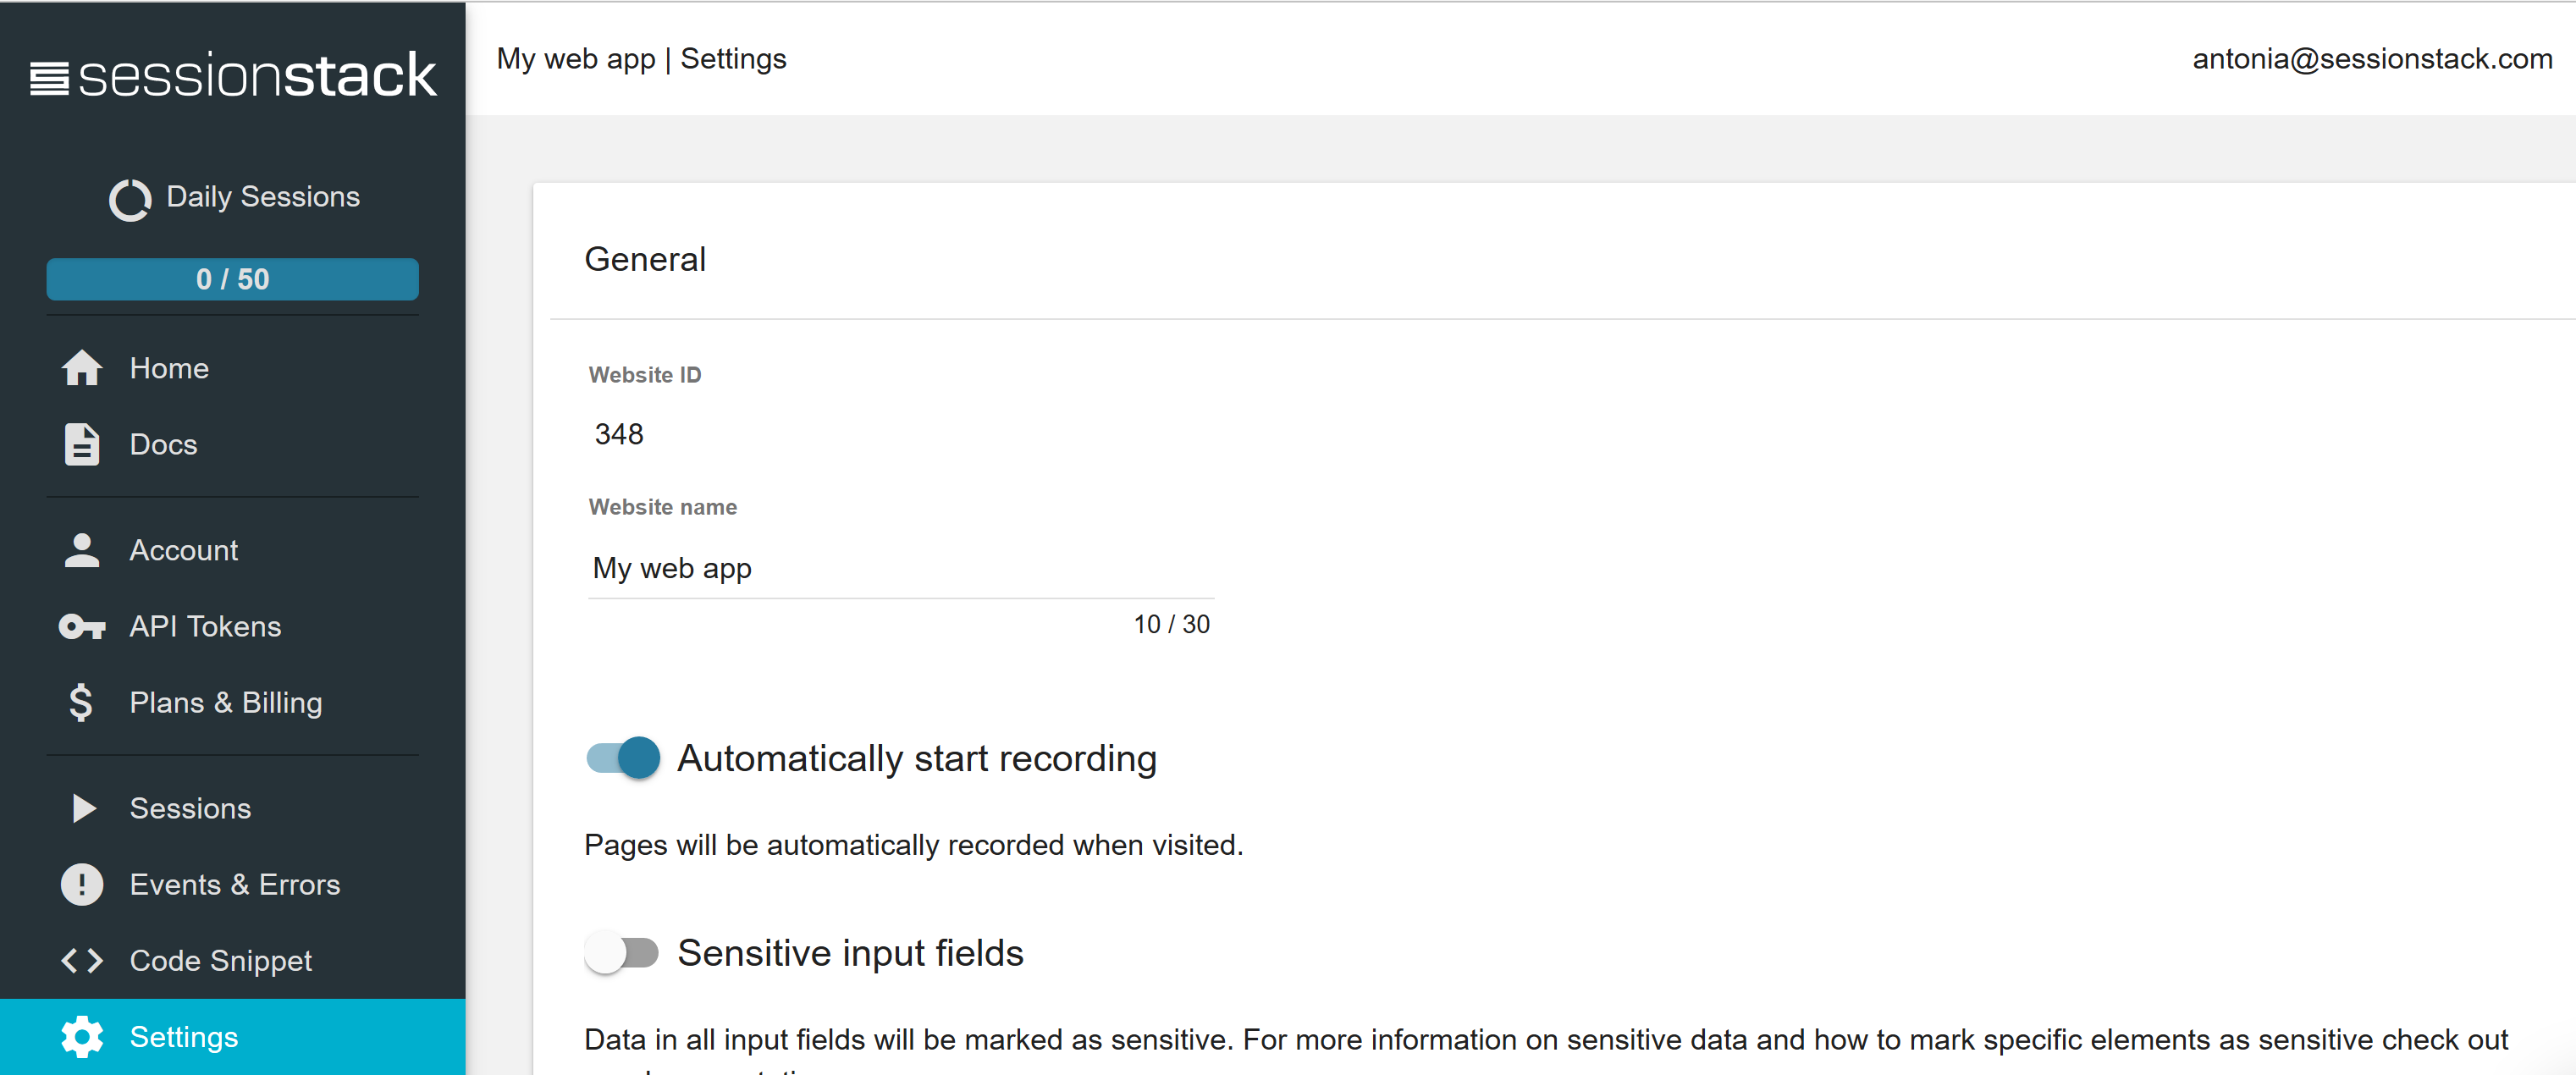 sessionstack
My web app | Settings
antonia@sessionstack.com
Daily Sessions
0 / 50
Home
Docs
Account
API Tokens
Plans & Billing
Sessions
Events & Errors
Code Snippet
Settings
General
Website ID
348
Website name
My web app
10 / 30
Automatically start recording
Pages will be automatically recorded when visited.
Sensitive input fields
Data in all input fields will be marked as sensitive. For more information on sensitive data and how to mark specific elements as sensitive check out